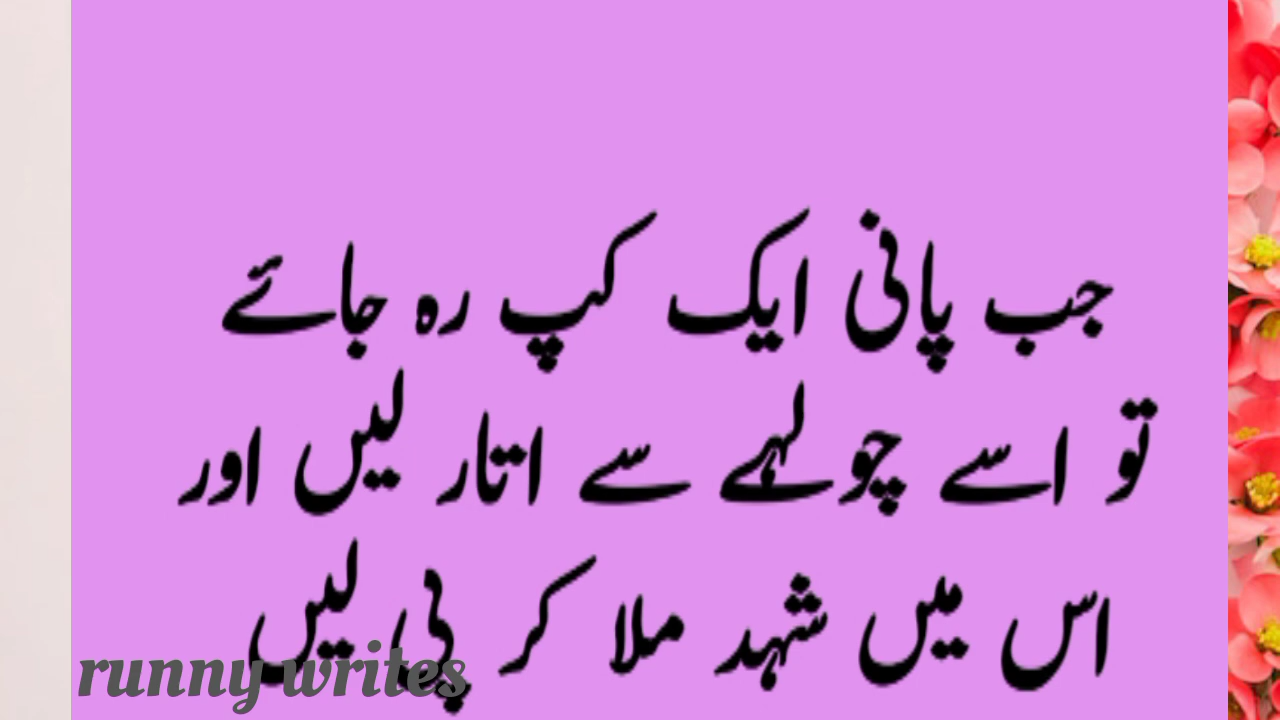 جب پانی ایک کپ رہ جائے
تو اسے چولہے سے اتار لیں اور
اس میں شہد ملا کر پی لیں
runny writes